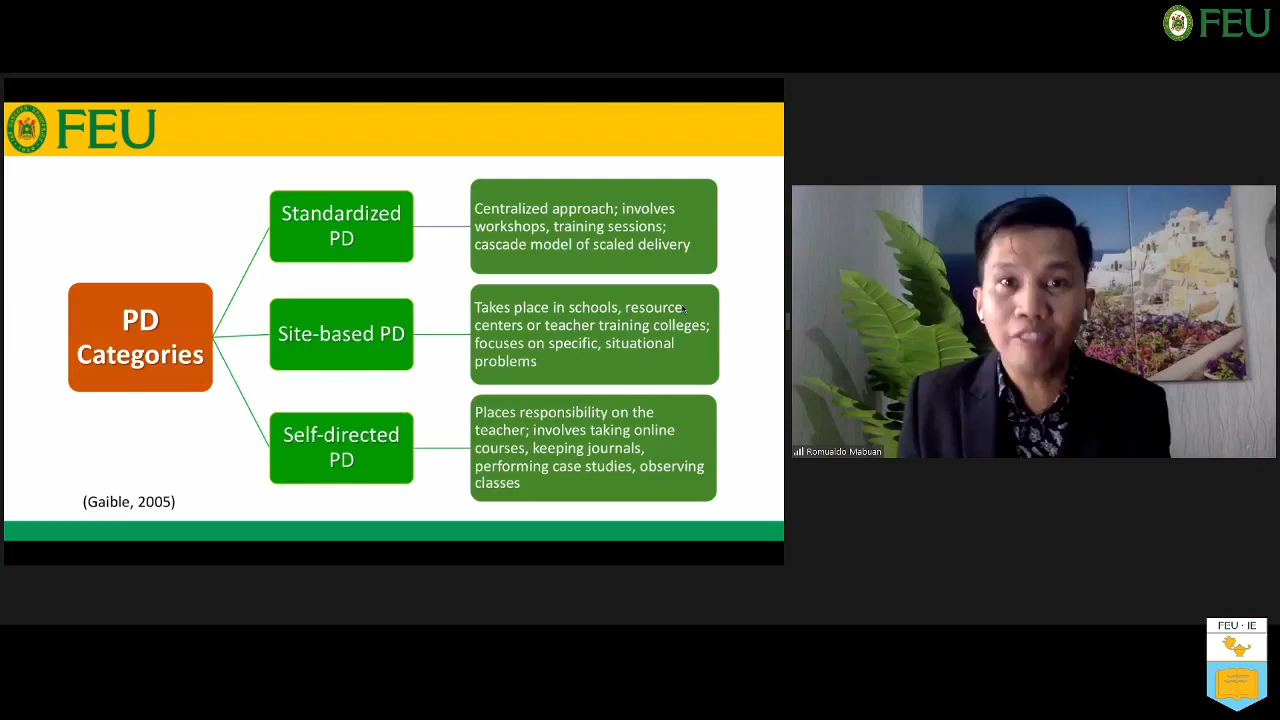 FEU
FEU
Standardized
PD
Centralized approach; involves
workshops, training sessions;
cascade model of scaled delivery
PD
Categories
Site-based PD
Takes place in schools, resource
centers or teacher training colleges;
focuses on specific, situational
problems
Self-directed
PD
Places responsibility on the
teacher; involves taking online
courses, keeping journals,
performing case studies, observing
classes
(Gaible, 2005)
Romualdo Mabuan
FEU · IE